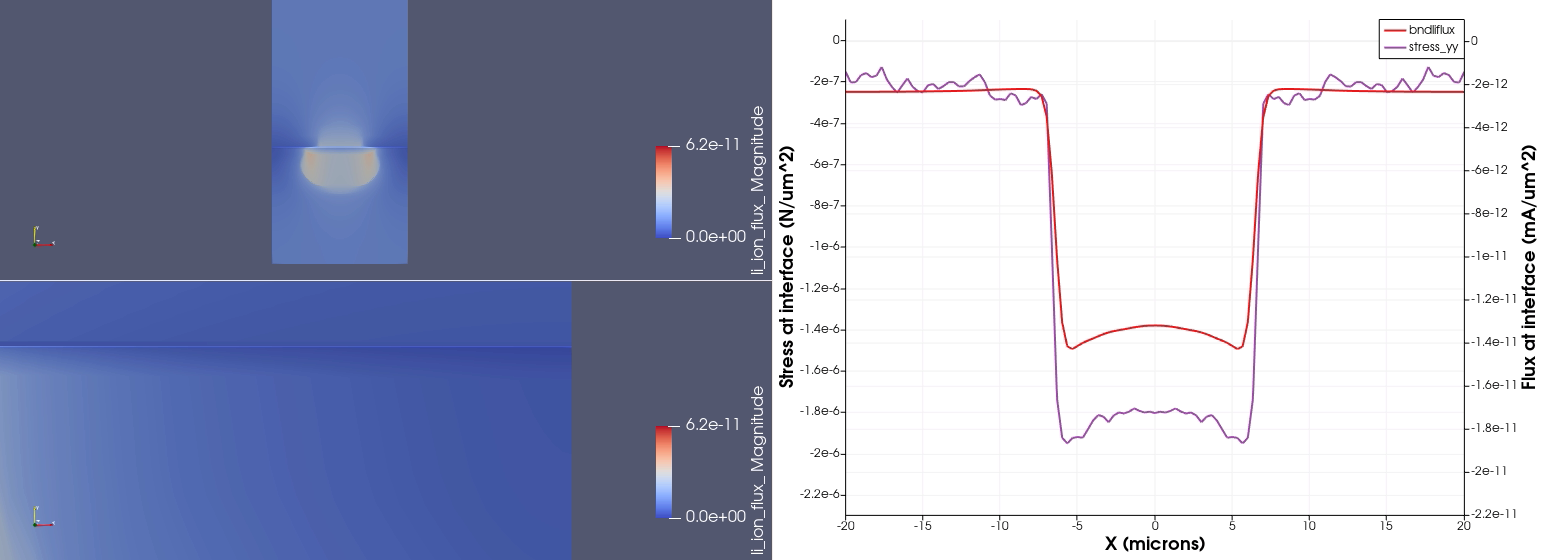 6.2e-11
0.0e+00
li_ion_flux_ Magnitude
6.2e-11
0.0e+00
li_ion_flux_ Magnitude
bndliflux
stress_yy
0
-2e-7
-4e-7
-6e-7
-8e-7
-1e-6
-1.2e-6
-1.4e-6
-1.6e-6
-1.8e-6
-2e-6
-2.2e-6
Stress at interface (N/um^2)
0
-2e-12
-4e-12
-6e-12
-8e-12
-1e-11
-1.2e-11
-1.4e-11
-1.6e-11
-1.8e-11
-2e-11
-2.2e-11
Flux at interface (mA/um^2)
-20 -15 -10 -5 0 5 10 15 20
X (microns)